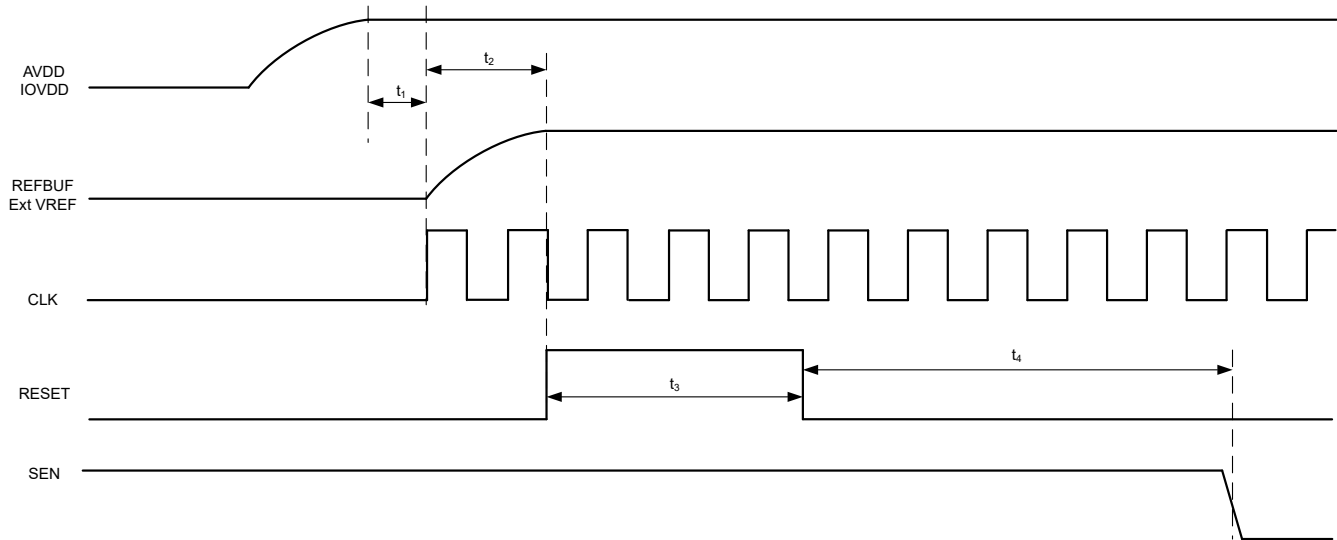 AVDD
IOVDD
t₁
t₂
REFBUF
Ext VREF
CLK
RESET
t₃
t₄
SEN